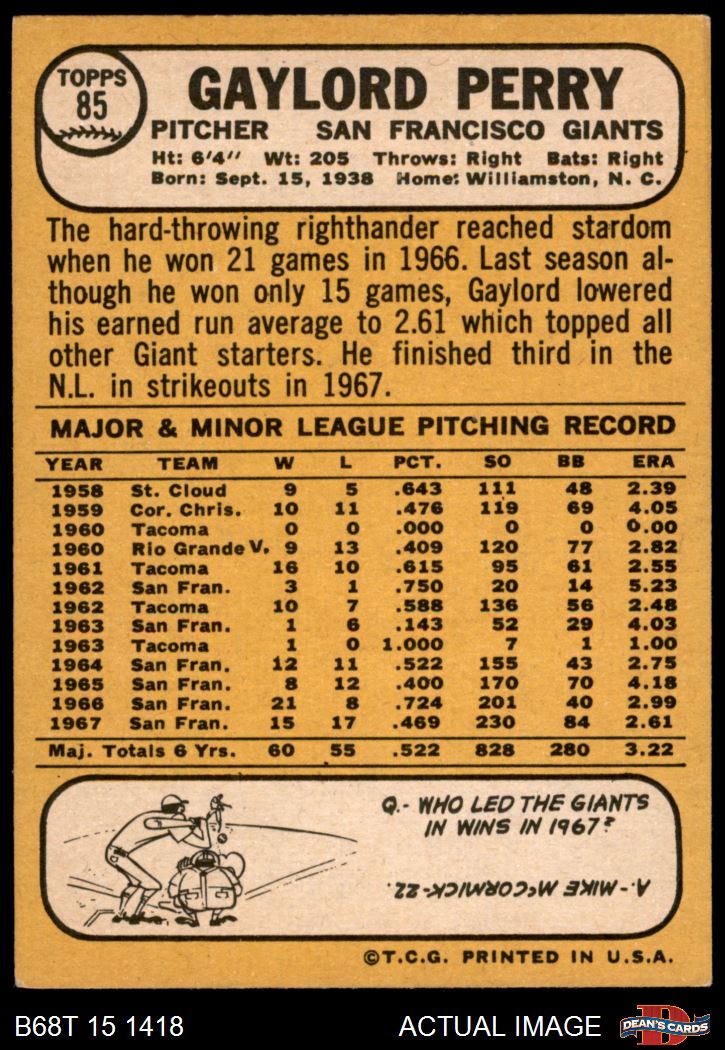 TOPPS
85
GAYLORD PERRY
PITCHER SAN FRANCISCO GIANTS
Ht: 6'4" Wt: 205 Throws: Right Bats: Right
Born: Sept. 15, 1938 Home: Williamston, N. C.
The hard-throwing righthander reached stardom
when he won 21 games in 1966. Last season al-
though he won only 15 games, Gaylord lowered
his earned run average to 2.61 which topped all
other Giant starters. He finished third in the
N.L. in strikeouts in 1967.
MAJOR & MINOR LEAGUE PITCHING RECORD
YEAR TEAM W L PCT. SO BB ERA
1958 St. Cloud 9 5 .643 111 48 2.39
1959 Cor. Chris. 10 11 .476 119 69 4.05
1960 Tacoma 0 0 .000 0 0 0.00
1960 Rio Grande V. 9 13 .409 120 77 2.82
1961 Tacoma 16 10 .615 95 61 2.55
1962 San Fran. 3 1 .750 20 14 5.23
1962 Tacoma 10 7 .588 136 56 2.48
1963 San Fran. 1 6 .143 52 29 4.03
1963 Tacoma 1 0 1.000 7 1 1.00
1964 San Fran. 12 11 .522 155 43 2.75
1965 San Fran. 8 12 .400 170 70 4.18
1966 San Fran. 21 8 .724 201 40 2.99
1967 San Fran. 15 17 .469 230 84 2.61
Maj. Totals 6 Yrs. 60 55 .522 828 280 3.22
Q.- WHO LED THE GIANTS
IN WINS IN 1967?
A.- MIKE McCORMICK-22.
©T.C.G. PRINTED IN U.S.A.
B68T 15 1418 ACTUAL IMAGE
DEAN'S CARDS